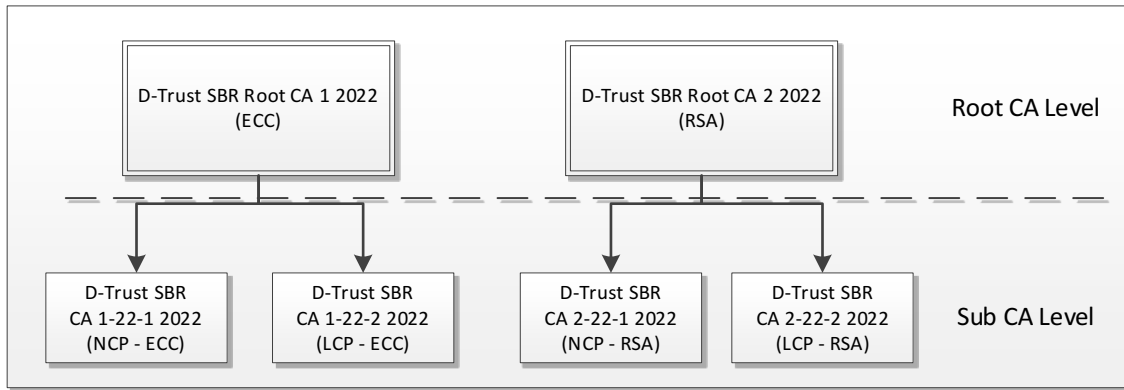 D-Trust SBR Root CA 1 2022
(ECC)
D-Trust SBR Root CA 2 2022
(RSA)
Root CA Level
D-Trust SBR
CA 1-22-1 2022
(NCP - ECC)
D-Trust SBR
CA 1-22-2 2022
(LCP - ECC)
D-Trust SBR
CA 2-22-1 2022
(NCP - RSA)
D-Trust SBR
CA 2-22-2 2022
(LCP - RSA)
Sub CA Level